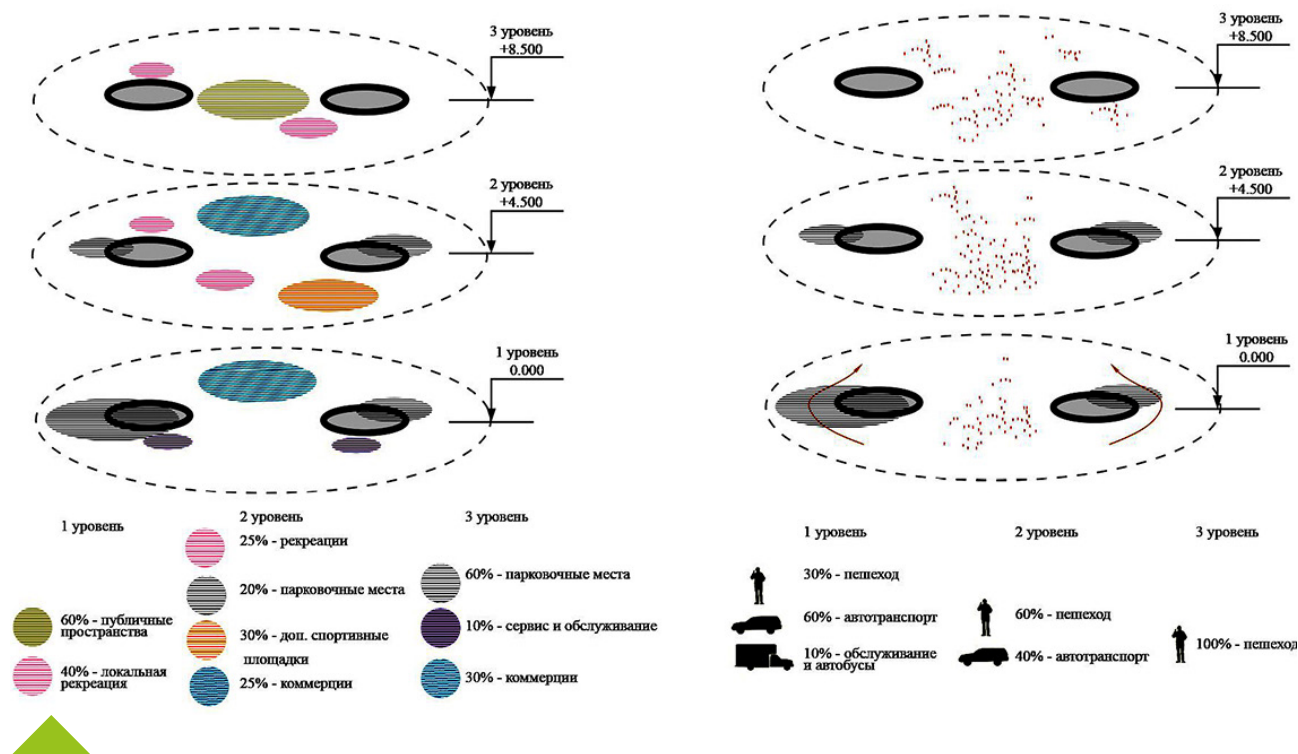 3 уровень
+8.500
2 уровень
+4.500
1 уровень
0.000
1 уровень
60% - публичные
пространства
40% - локальная
рекреация
2 уровень
25% - рекреации
20% - парковочные места
30% - доп. спортивные
площадки
25% - коммерции
3 уровень
60% - парковочные места
10% - сервис и обслуживание
30% - коммерции
3 уровень
+8.500
2 уровень
+4.500
1 уровень
0.000
1 уровень
30% - пешеход
60% - автотранспорт
10% - обслуживание
и автобусы
2 уровень
60% - пешеход
40% - автотранспорт
3 уровень
100% - пешеход